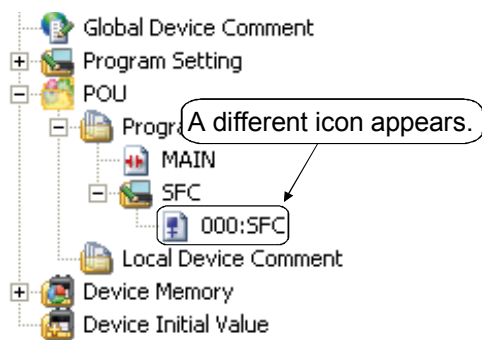 Global Device Comment
Program Setting
POU
A different icon appears.
MAIN
SFC
000:SFC
Local Device Comment
Device Memory
Device Initial Value